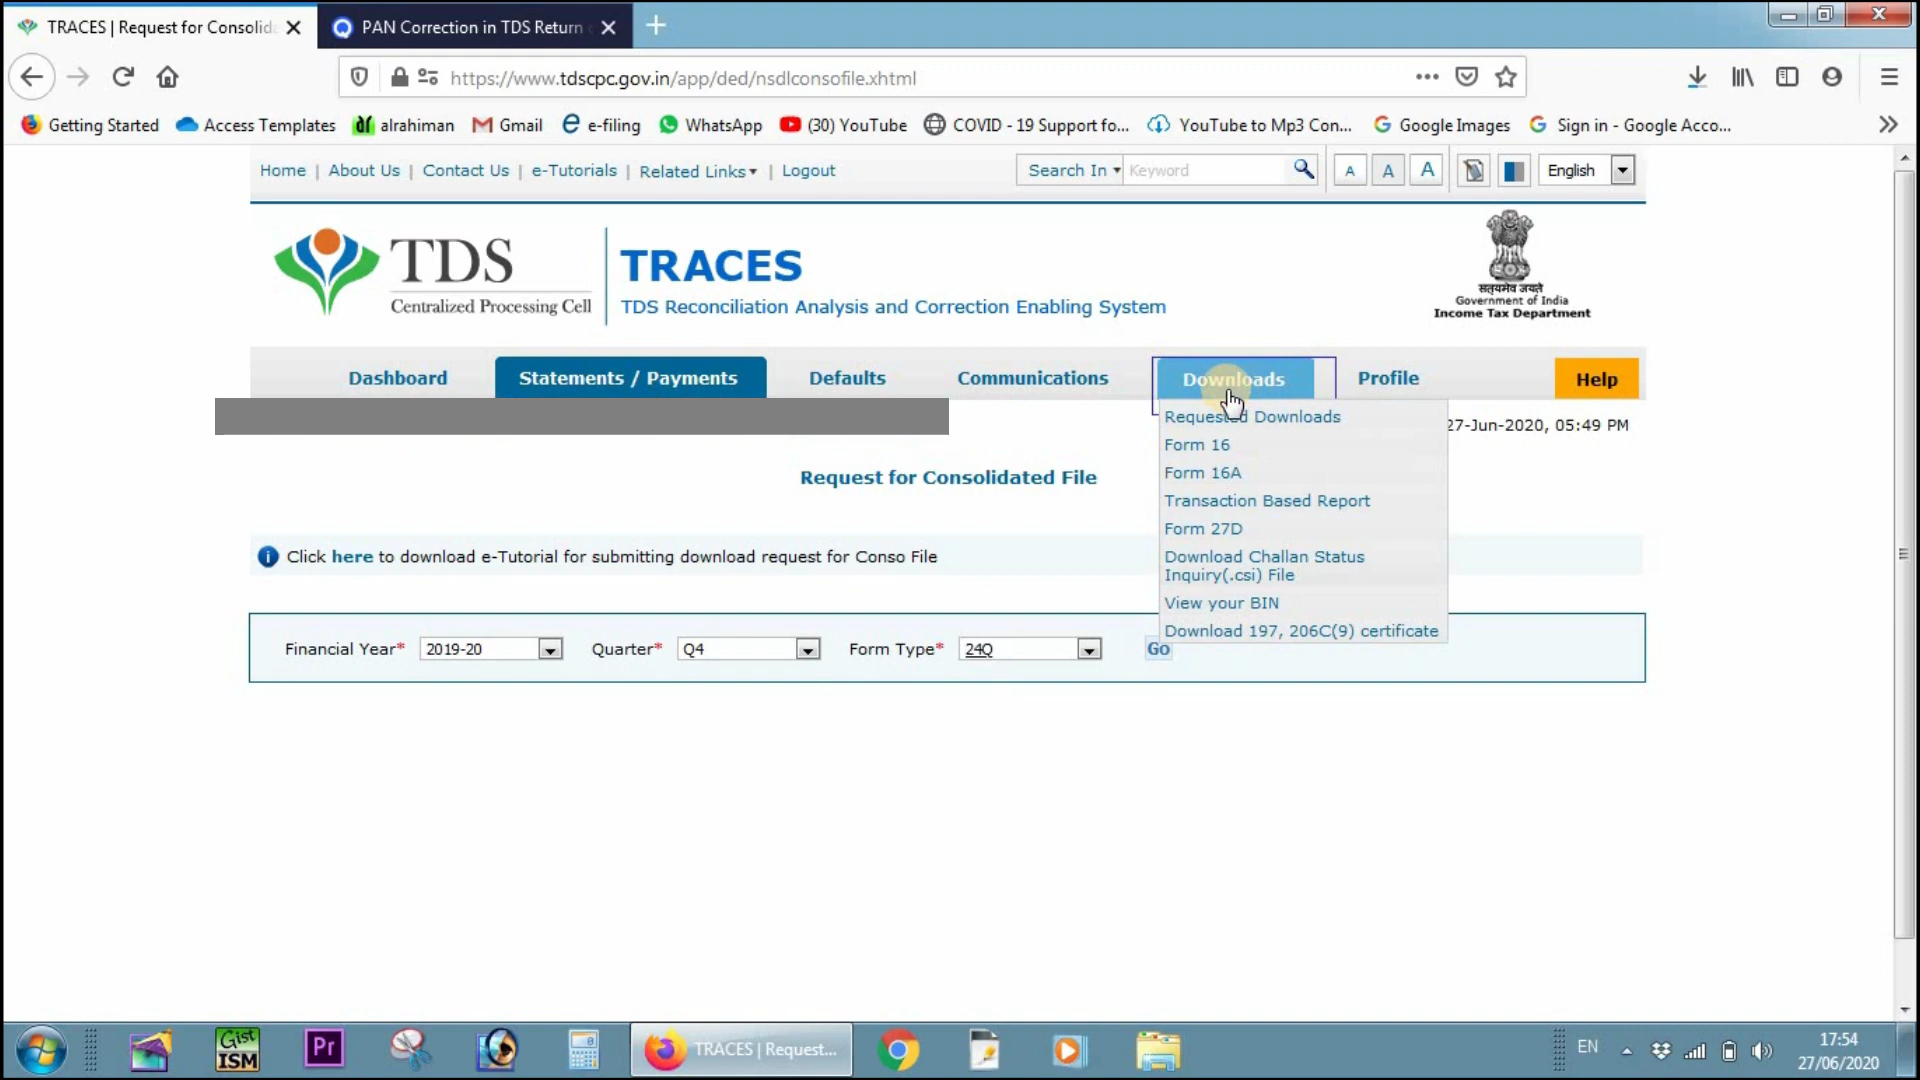 TRACES | Request for Consolid
PAN Correction in TDS Return
https://www.tdscpc.gov.in/app/ded/nsdlconsofile.xhtml
Getting Started
Access Templates
alrahiman
Gmail
e-filing
WhatsApp
(30) YouTube
COVID - 19 Support fo...
YouTube to Mp3 Con...
Google Images
Sign in - Google Acco...
Home | About Us | Contact Us | e-Tutorials | Related Links | Logout
Search In
Keyword
A A A
English
TDS
Centralized Processing Cell
TRACES
TDS Reconciliation Analysis and Correction Enabling System
सत्यमेव जयते
Government of India
Income Tax Department
Dashboard
Statements / Payments
Defaults
Communications
Downloads
Profile
Help
27-Jun-2020, 05:49 PM
Requested Downloads
Form 16
Form 16A
Transaction Based Report
Form 27D
Download Challan Status
Inquiry(.csi) File
View your BIN
Download 197, 206C(9) certificate
Request for Consolidated File
Click here to download e-Tutorial for submitting download request for Conso File
Financial Year* 2019-20 Quarter* Q4 Form Type* 24Q Go
Gist
ISM
Pr
TRACES | Request...
EN
17:54
27/06/2020